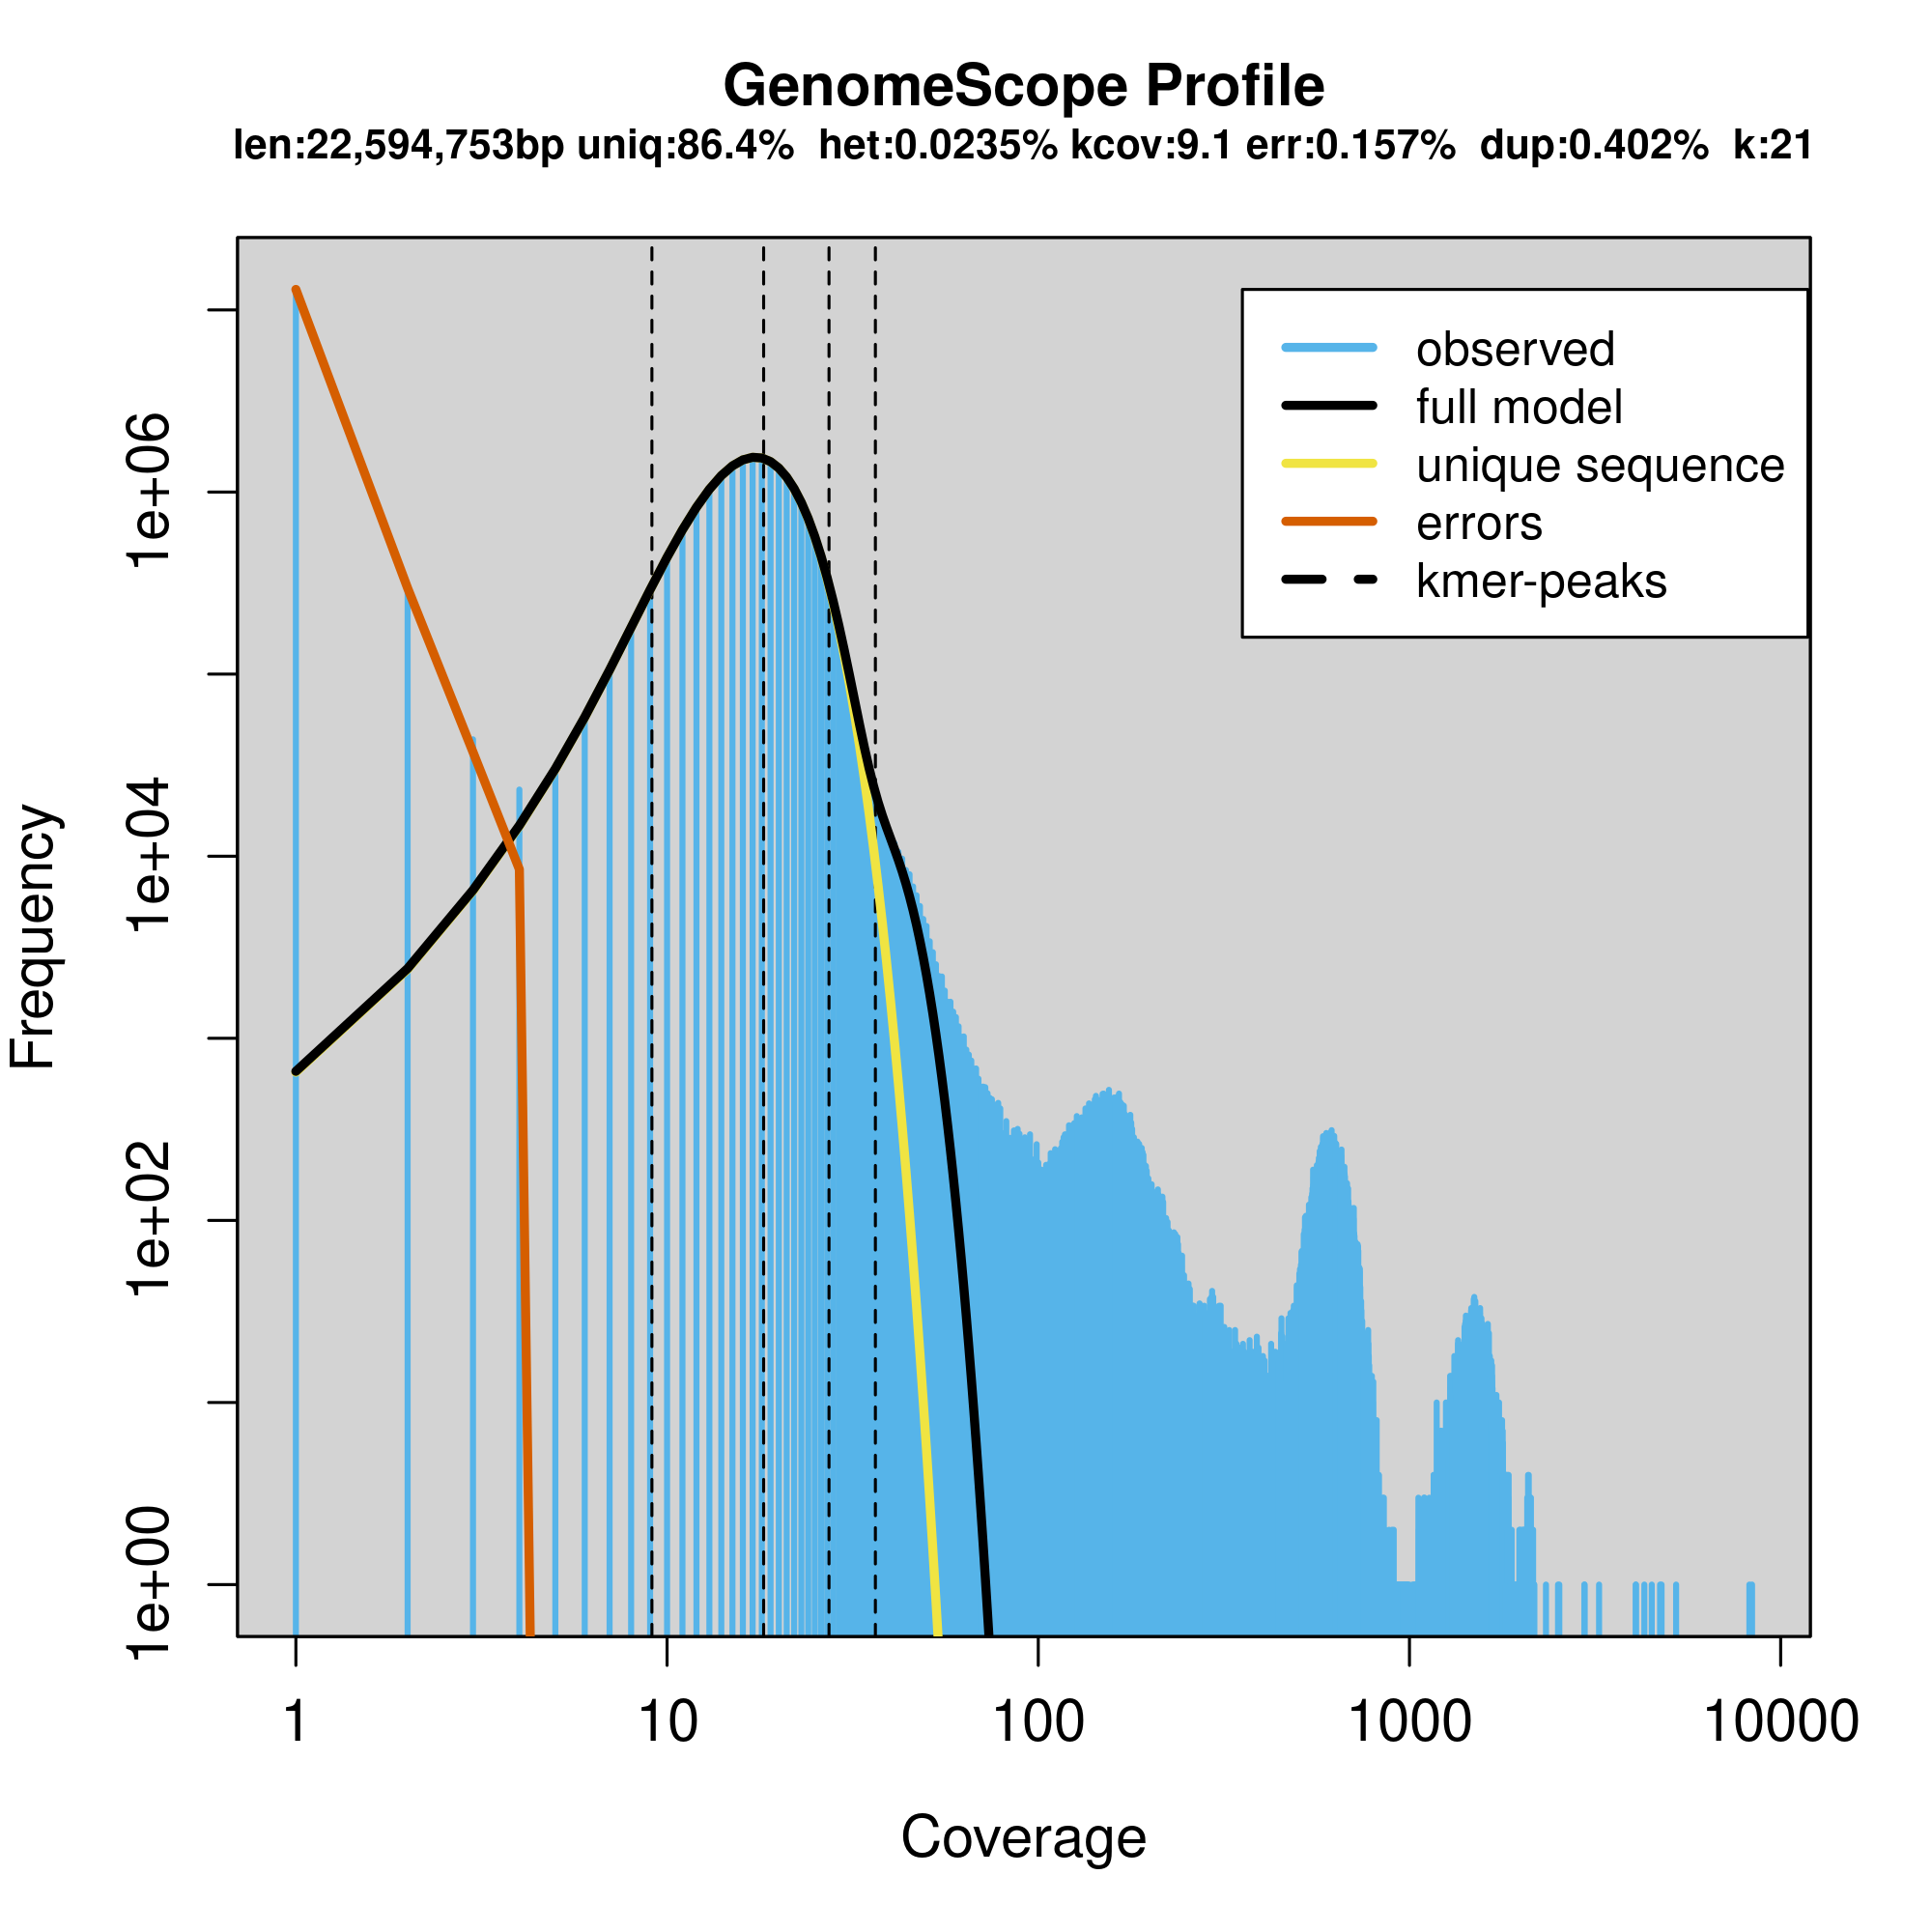 GenomeScope Profile
len:22,594,753bp uniq:86.4% het:0.0235% kcov:9.1 err:0.157% dup:0.402% k:21
observed
full model
unique sequence
errors
kmer-peaks
Frequency
1e+06
1e+04
1e+02
1e+00
1 10 100 1000 10000
Coverage